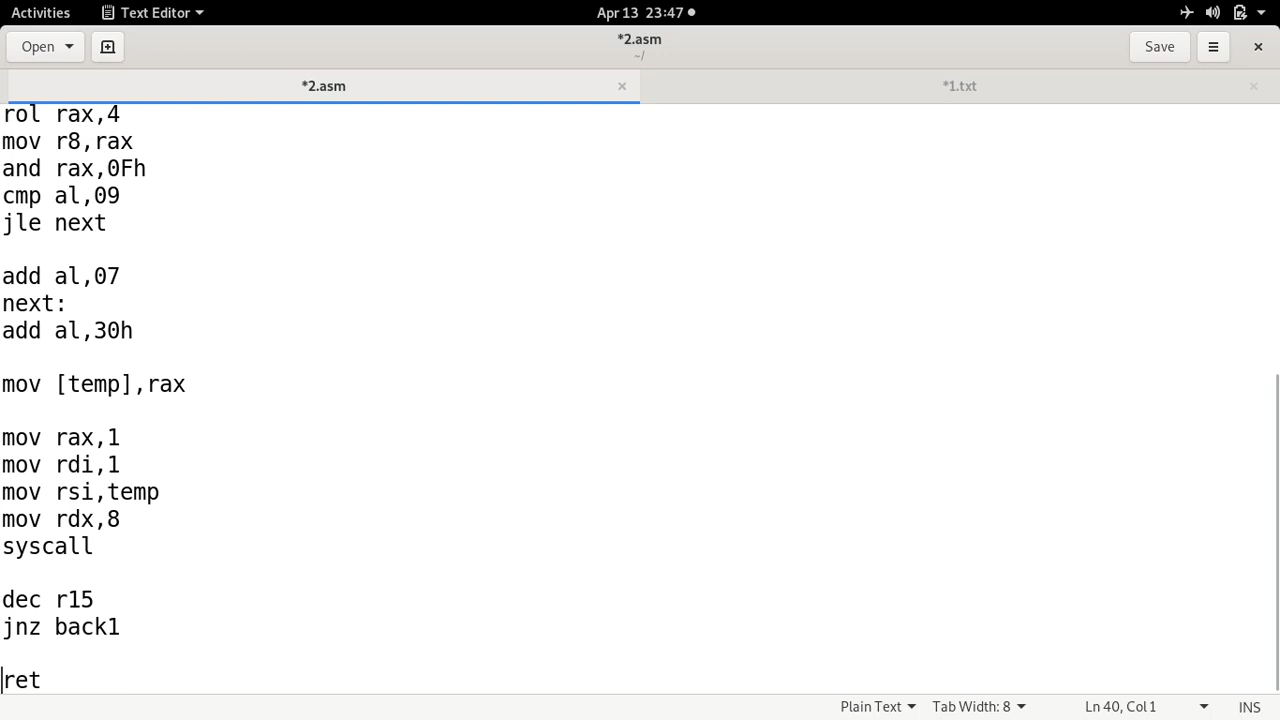 Activities Text Editor Apr 13 23:47
Open *2.asm Save
~/
*2.asm *1.txt
rol rax,4
mov r8,rax
and rax,0Fh
cmp al,09
jle next
add al,07
next:
add al,30h
mov [temp],rax
mov rax,1
mov rdi,1
mov rsi,temp
mov rdx,8
syscall
dec r15
jnz back1
ret
Plain Text Tab Width: 8 Ln 40, Col 1 INS